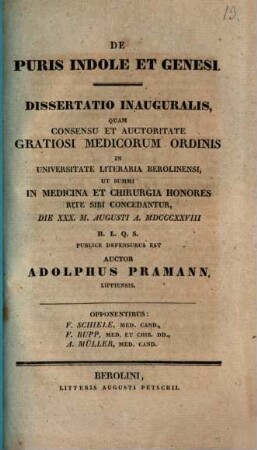 19.
DE
PURIS INDOLE ET GENESI.
DISSERTATIO INAUGURALIS,
QUAM
CONSENSU ET AUCTORITATE
GRATIOSI MEDICORUM ORDINIS
IN
UNIVERSITATE LITERARIA BEROLINENSI,
UT SUMMI
IN MEDICINA ET CHIRURGIA HONORES
RITE SIBI CONCEDANTUR,
DIE XXX. M. AUGUSTI A. MDCCCXXVIII
H. L. Q. S.
PUBLICE DEFENSURUS EST
AUCTOR
ADOLPHUS PRAMANN,
LIPPIENSIS.
OPPONENTIBUS:
F. SCHIELE, MED. CAND.,
F. RUPP, MED. ET CHIR. DD.,
A. MÜLLER, MED. CAND.
BEROLINI,
LITTERIS AUGUSTI PETSCHII.